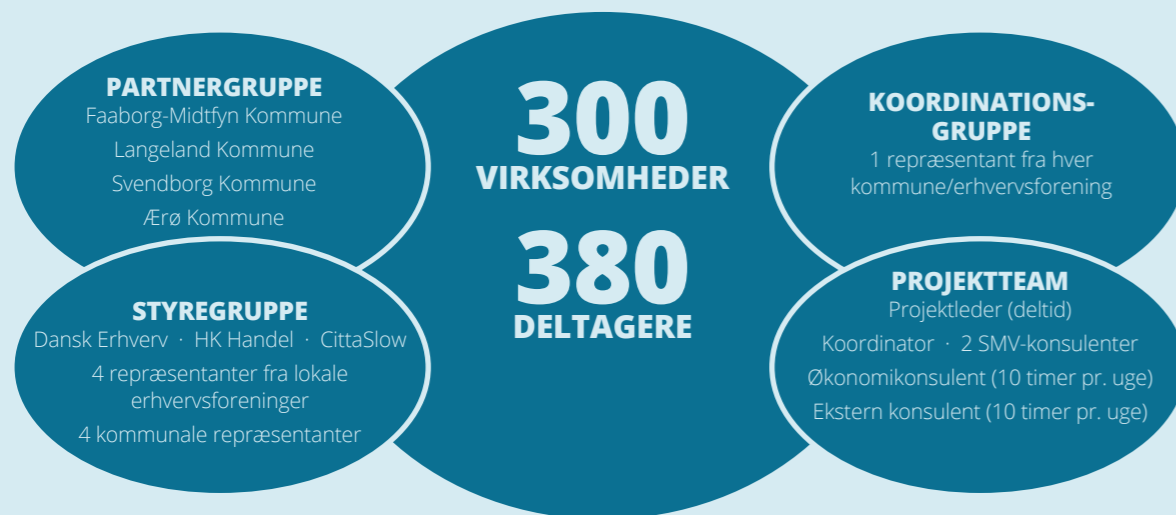 PARTNERGRUPPE
Faaborg-Midtfyn Kommune
Langeland Kommune
Svendborg Kommune
Ærø Kommune
STYREGRUPPE
Dansk Erhverv · HK Handel · CittaSlow
4 repræsentanter fra lokale
erhvervsforeninger
4 kommunale repræsentanter
300
VIRKSOMHEDER
380
DELTAGERE
KOORDINATIONS-
GRUPPE
1 repræsentant fra hver
kommune/erhvervsforening
PROJEKTTEAM
Projektleder (deltid)
Koordinator · 2 SMV-konsulenter
Økonomikonsulent (10 timer pr. uge)
Ekstern konsulent (10 timer pr. uge)